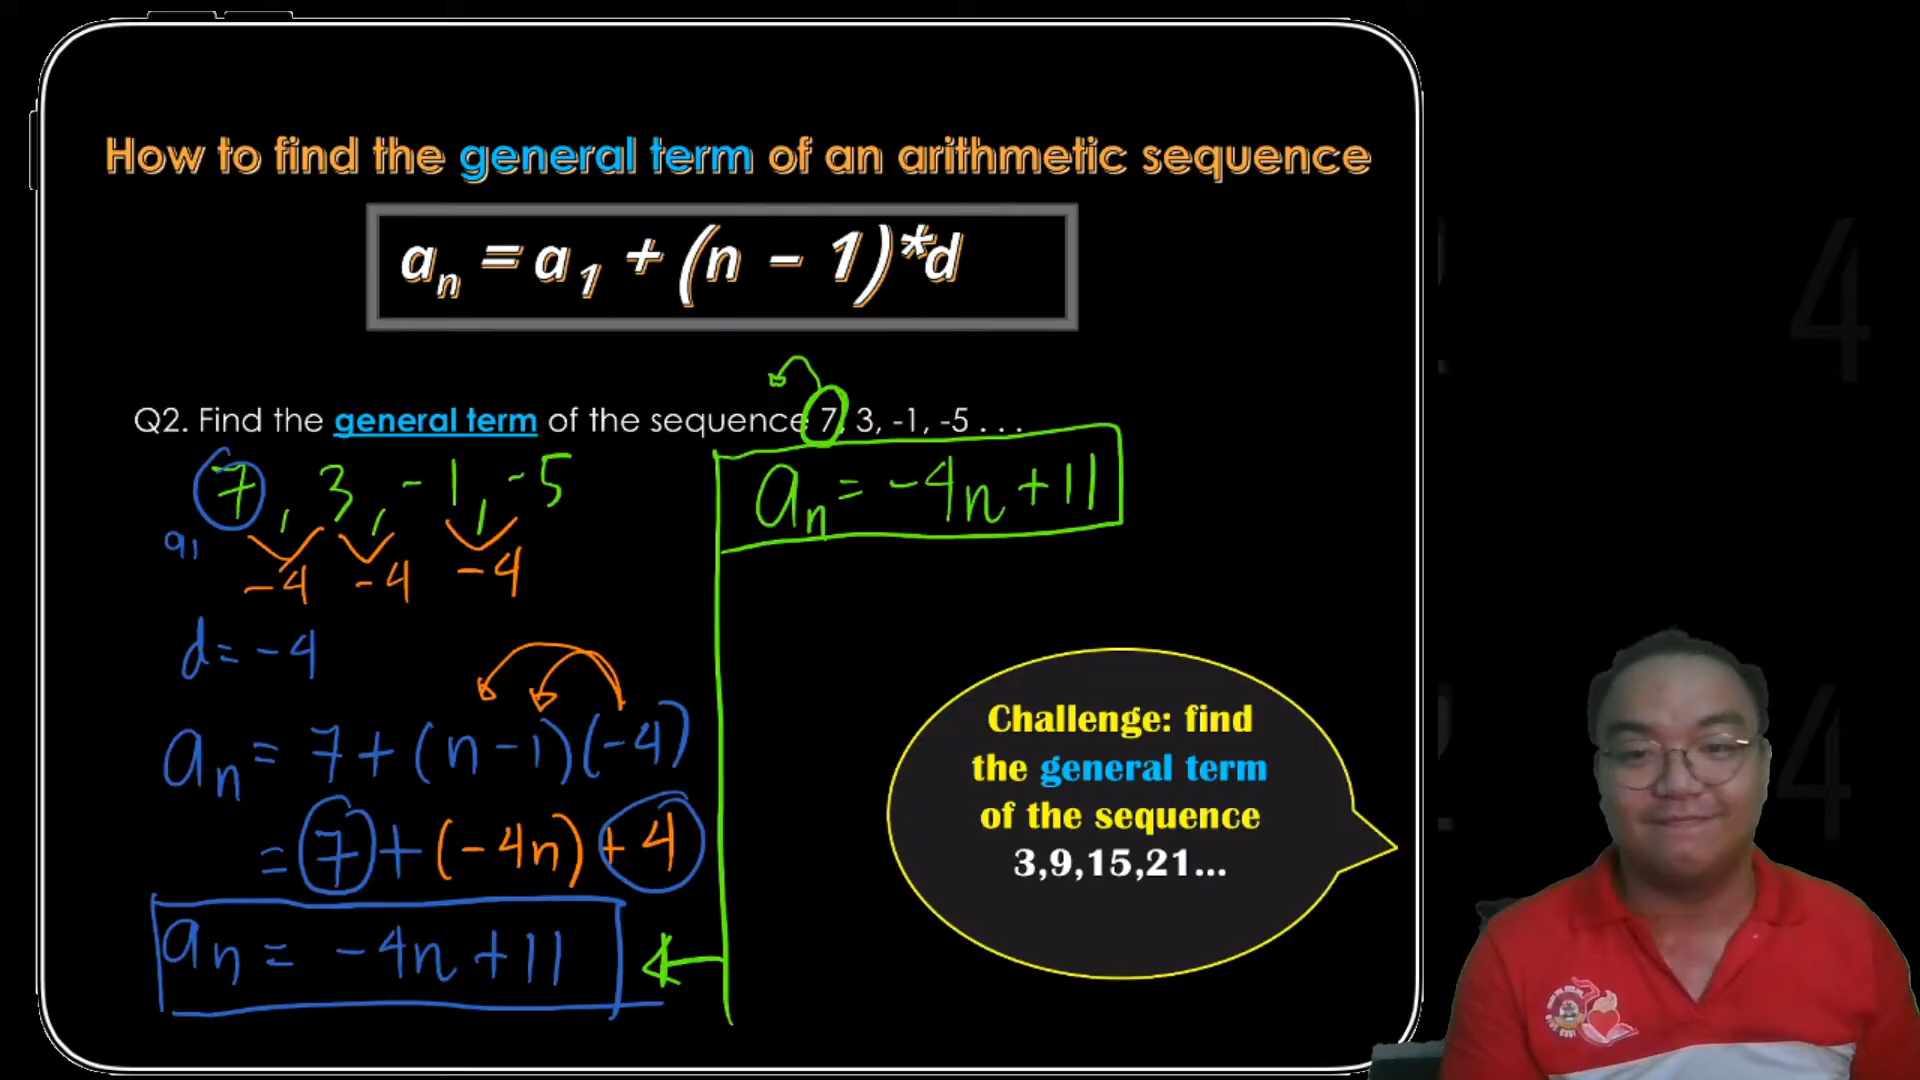 How to find the general term of an arithmetic sequence
aₙ = a₁ + (n – 1)*d
Q2. Find the general term of the sequence 7, 3, -1, -5 . . .
7, 3, -1, -5
a₁
-4 -4 -4
d = -4
aₙ = 7 + (n - 1)(-4)
= 7 + (-4n) + 4
aₙ = -4n + 11
aₙ = -4n + 11
Challenge: find
the general term
of the sequence
3,9,15,21...
4
4
4